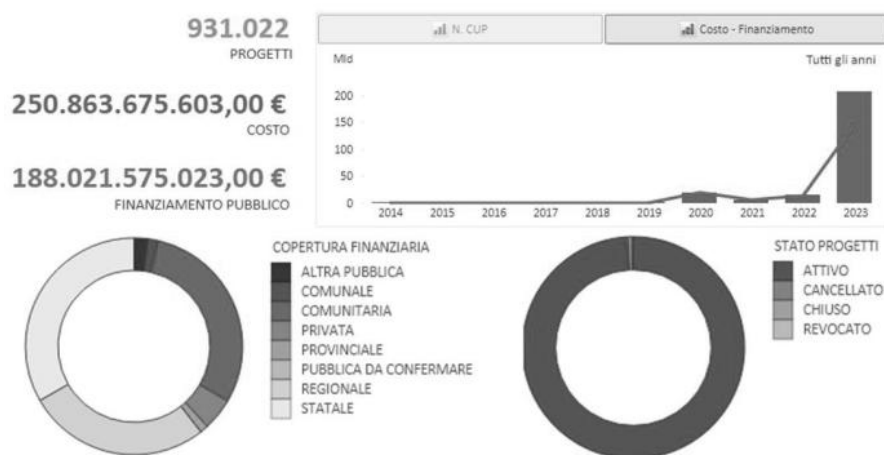 931.022
PROGETTI
250.863.675.603,00 €
COSTO
188.021.575.023,00 €
FINANZIAMENTO PUBBLICO
N. CUP
Costo - Finanziamento
Mld
Tutti gli anni
200
150
100
50
0
2014 2015 2016 2017 2018 2019 2020 2021 2022 2023
COPERTURA FINANZIARIA
ALTRA PUBBLICA
COMUNALE
COMUNITARIA
PRIVATA
PROVINCIALE
PUBBLICA DA CONFERMARE
REGIONALE
STATALE
STATO PROGETTI
ATTIVO
CANCELLATO
CHIUSO
REVOCATO